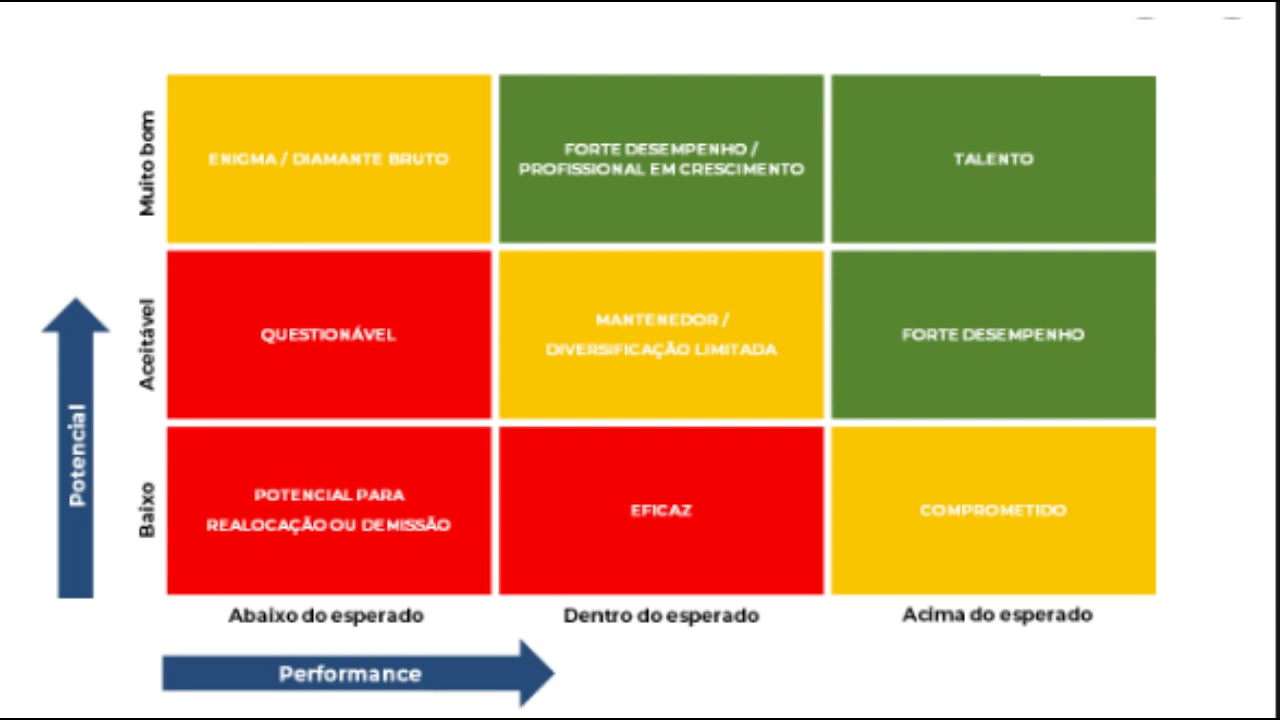 Muito bom
ENIGMA / DIAMANTE BRUTO
FORTE DESEMPENHO /
PROFISSIONAL EM CRESCIMENTO
TALENTO
Aceitável
QUESTIONÁVEL
MANTENEDOR /
DIVERSIFICAÇÃO LIMITADA
FORTE DESEMPENHO
Potencial
Baixo
POTENCIAL PARA
REALOCAÇÃO OU DEMISSÃO
EFICAZ
COMPROMETIDO
Abaixo do esperado
Dentro do esperado
Acima do esperado
Performance